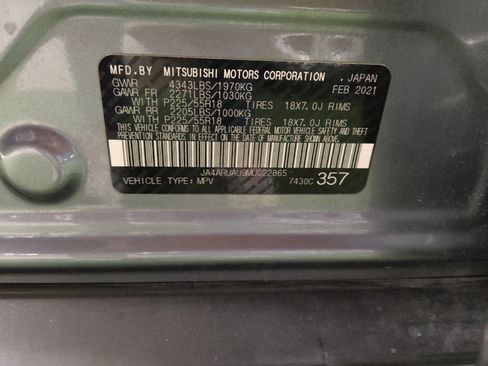 MFD.BY MITSUBISHI MOTORS CORPORATION . JAPAN
GVWR 4343LBS/1970KG FEB 2021
GAWR FR 2271LBS/1030KG
WITH P225/55R18 TIRES 18X7.0J RIMS
GAWR RR 2205LBS/1000KG
WITH P225/55R18 TIRES 18X7.0J RIMS
THIS VEHICLE CONFORMS TO ALL APPLICABLE FEDERAL MOTOR VEHICLE SAFETY
AND THEFT PREVENTION STANDARDS IN EFFECT ON THE DATE OF MANUFACTURE SHOWN ABOVE.
JA4ARUAU9MU022865
VEHICLE TYPE: MPV 7430C 357